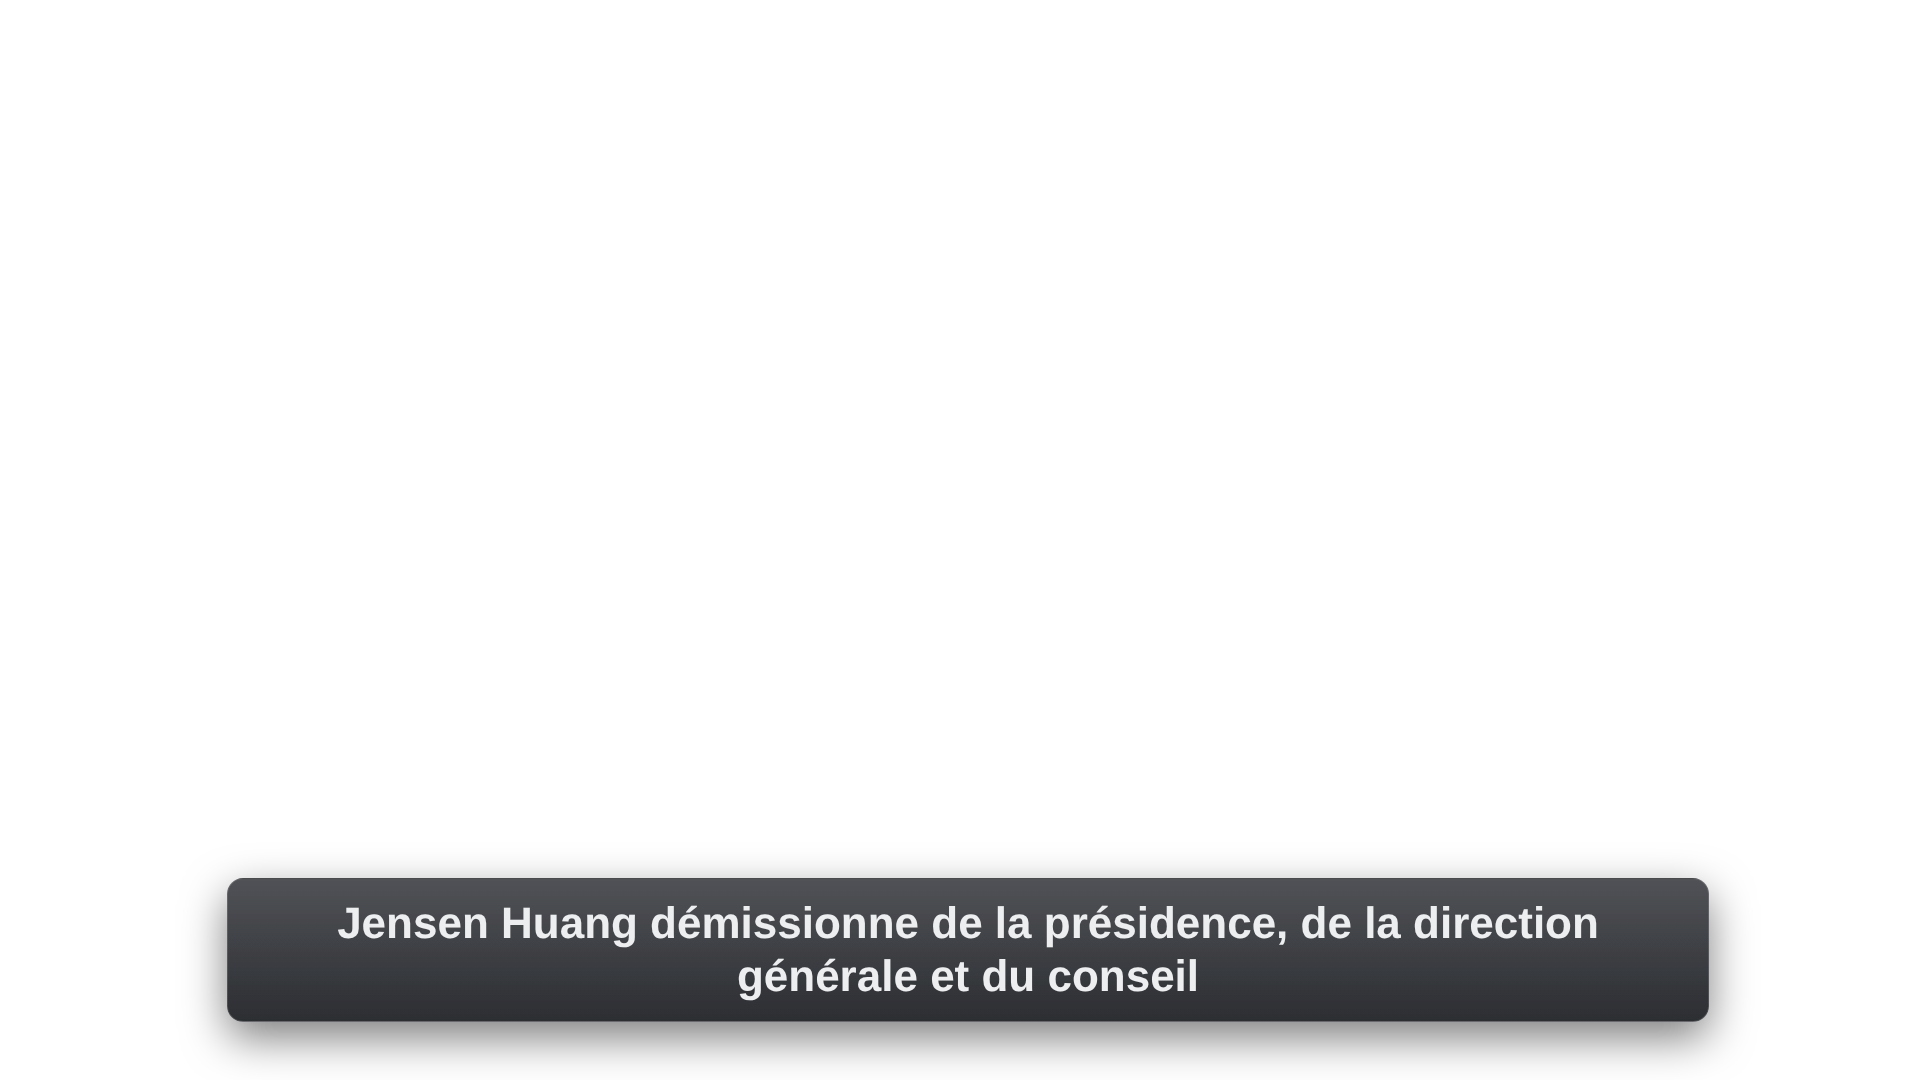 Jensen Huang démissionne de la présidence, de la direction
générale et du conseil